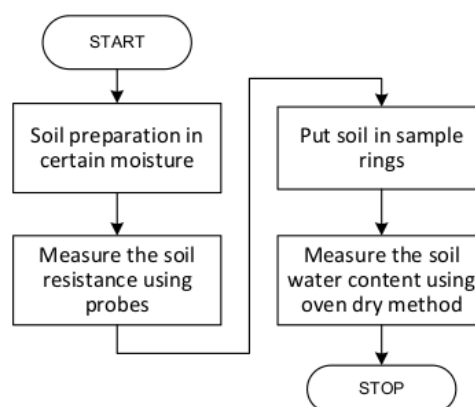 START
Soil preparation in
certain moisture
Measure the soil
resistance using
probes
Put soil in sample
rings
Measure the soil
water content using
oven dry method
STOP